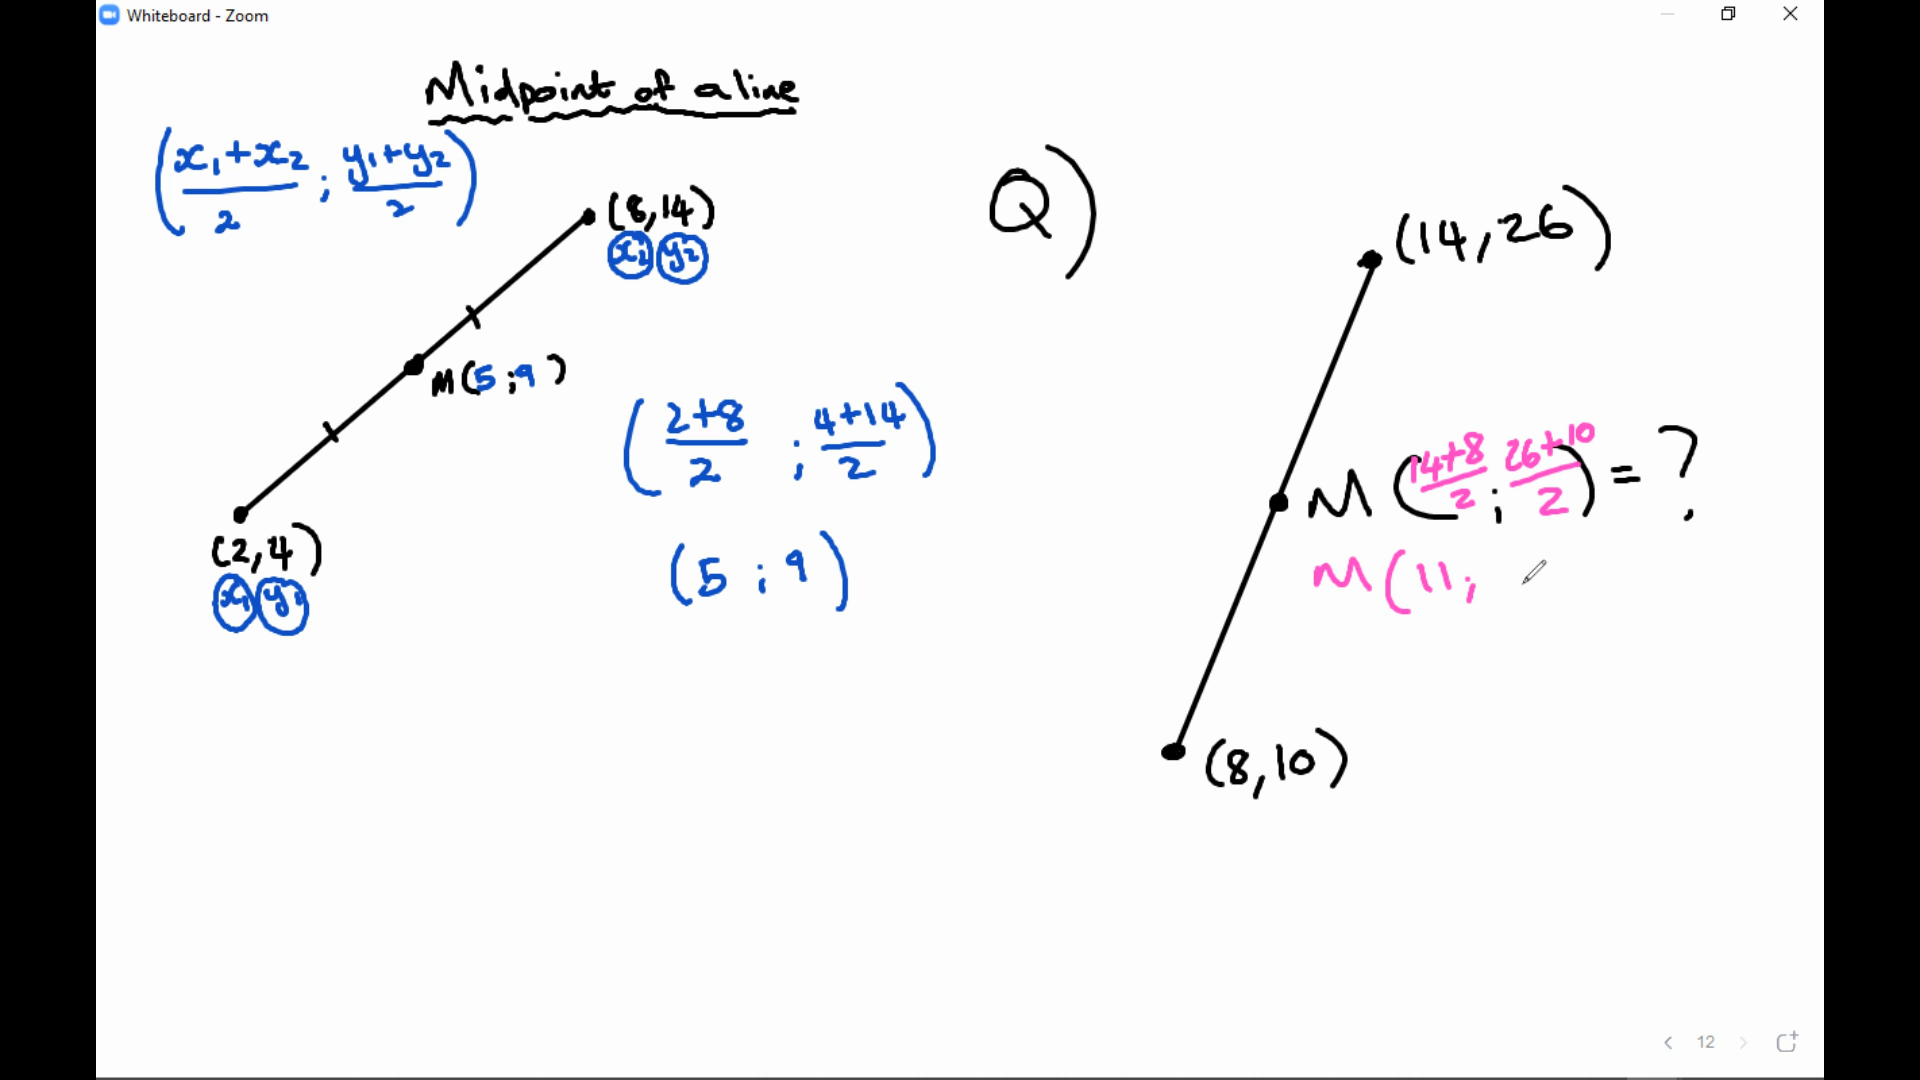 Whiteboard - Zoom
Midpoint of a line
(x₁+x₂/2 ; y₁+y₂/2)
(8,14)
x₂ y₂
M(5;9)
(2,4)
x₁ y₁
(2+8/2 ; 4+14/2)
(5 ; 9)
Q)
(14,26)
M(14+8/2 ; 26+10/2) = ?
M(11;
(8,10)
12